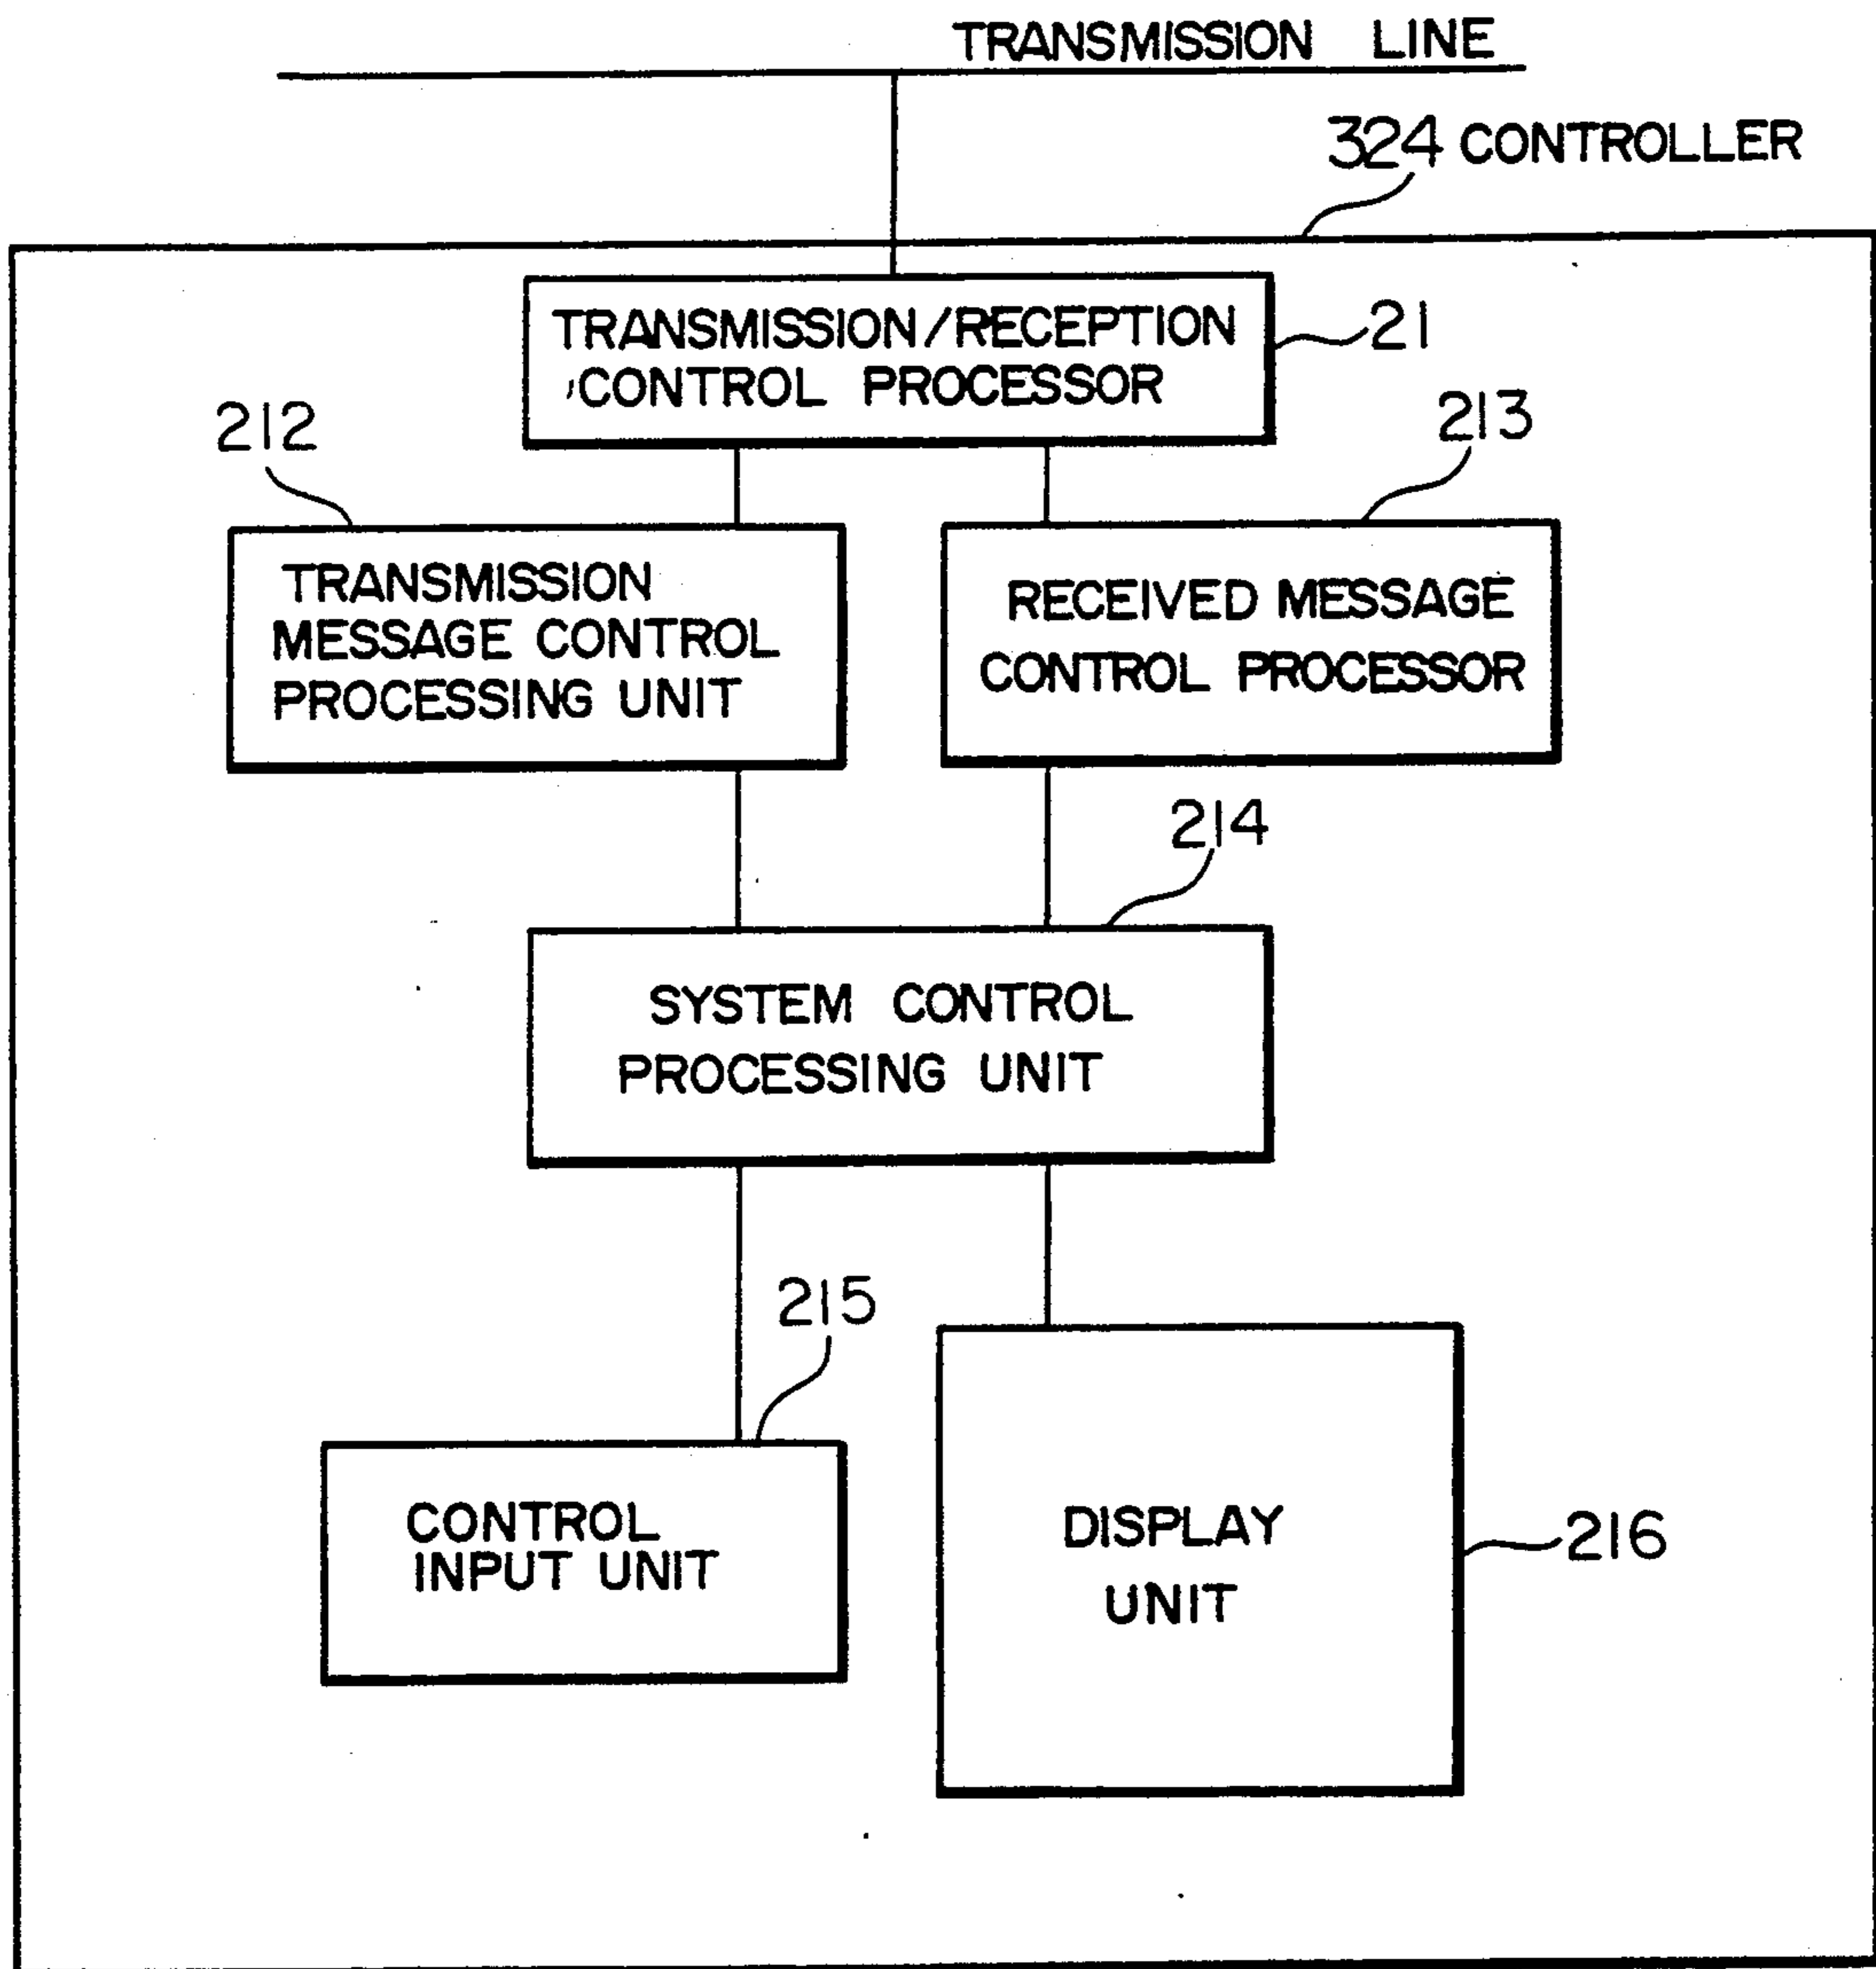 TRANSMISSION LINE
324 CONTROLLER
TRANSMISSION/RECEPTION
CONTROL PROCESSOR
21
212
213
TRANSMISSION
MESSAGE CONTROL
PROCESSING UNIT
RECEIVED MESSAGE
CONTROL PROCESSOR
214
SYSTEM CONTROL
PROCESSING UNIT
215
CONTROL
INPUT UNIT
DISPLAY
UNIT
216